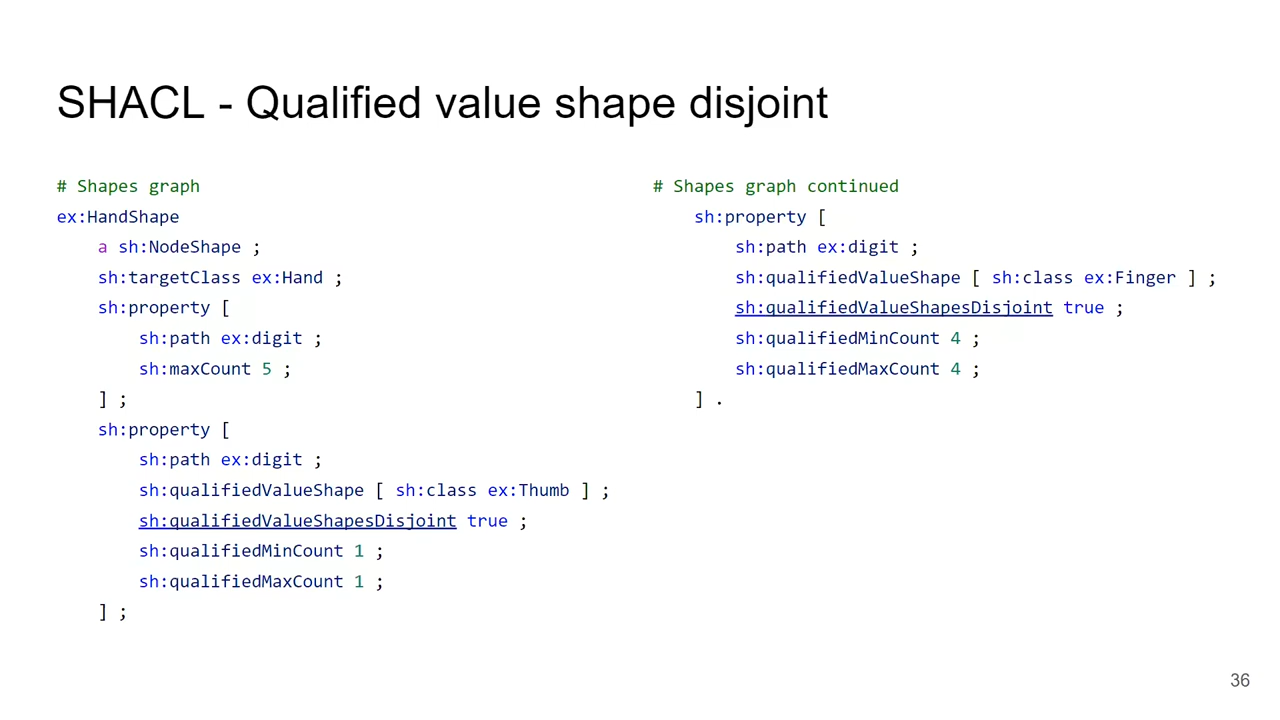 SHACL - Qualified value shape disjoint
# Shapes graph
ex:HandShape
a sh:NodeShape ;
sh:targetClass ex:Hand ;
sh:property [
sh:path ex:digit ;
sh:maxCount 5 ;
] ;
sh:property [
sh:path ex:digit ;
sh:qualifiedValueShape [ sh:class ex:Thumb ] ;
sh:qualifiedValueShapesDisjoint true ;
sh:qualifiedMinCount 1 ;
sh:qualifiedMaxCount 1 ;
] ;
# Shapes graph continued
sh:property [
sh:path ex:digit ;
sh:qualifiedValueShape [ sh:class ex:Finger ] ;
sh:qualifiedValueShapesDisjoint true ;
sh:qualifiedMinCount 4 ;
sh:qualifiedMaxCount 4 ;
] .
36